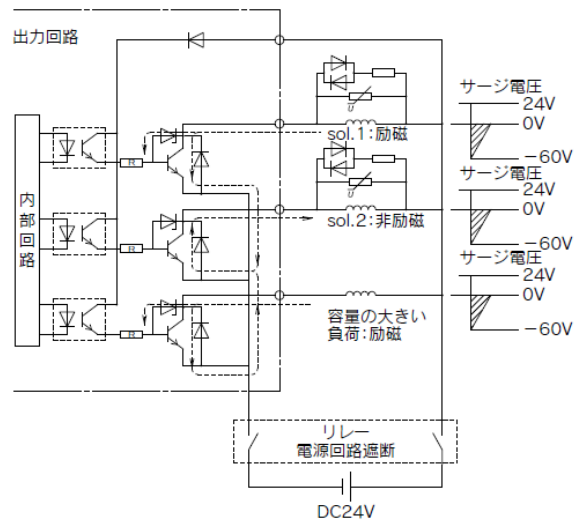 出力回路
サージ電圧
24V
0V
-60V
sol.1:励磁
R
U
内部回路
サージ電圧
24V
0V
-60V
sol.2:非励磁
R
U
サージ電圧
24V
0V
-60V
容量の大きい
負荷:励磁
R
リレー
電源回路遮断
DC24V